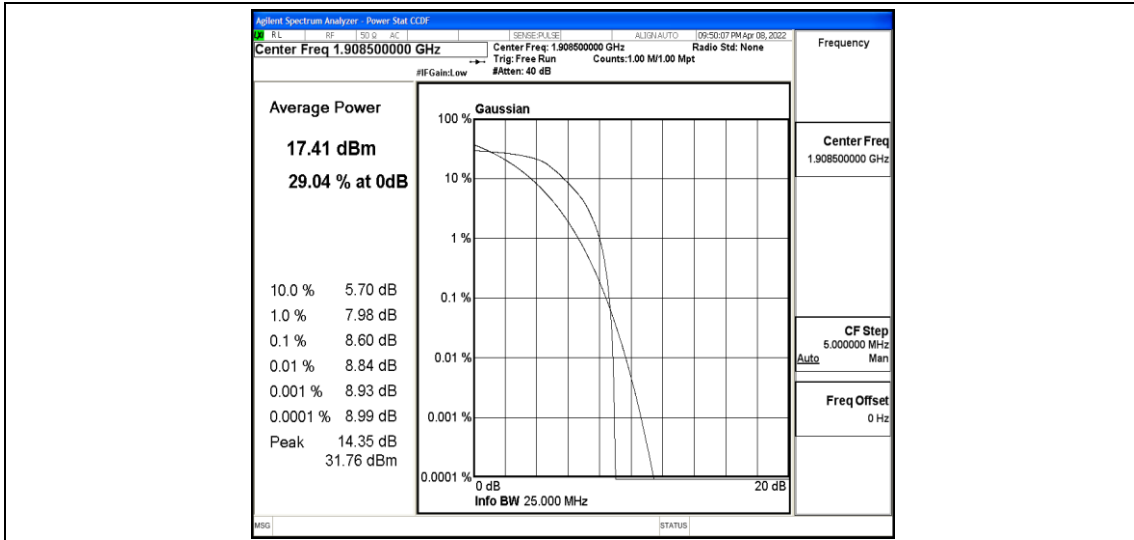 Agilent Spectrum Analyzer - Power Stat CCDF
LXI RL RF 50 Ω AC SENSE:PULSE ALIGNAUTO 09:50:07 PM Apr 08, 2022
Center Freq 1.908500000 GHz
Center Freq: 1.908500000 GHz Radio Std: None
Trig: Free Run Counts:1.00 M/1.00 Mpt
#IFGain:Low #Atten: 40 dB
Frequency
Average Power
17.41 dBm
29.04 % at 0dB
10.0 % 5.70 dB
1.0 % 7.98 dB
0.1 % 8.60 dB
0.01 % 8.84 dB
0.001 % 8.93 dB
0.0001 % 8.99 dB
Peak 14.35 dB
31.76 dBm
Gaussian
100 %
10 %
1 %
0.1 %
0.01 %
0.001 %
0.0001 %
0 dB 20 dB
Info BW 25.000 MHz
Center Freq
1.908500000 GHz
CF Step
5.000000 MHz
Auto Man
Freq Offset
0 Hz
MSG STATUS